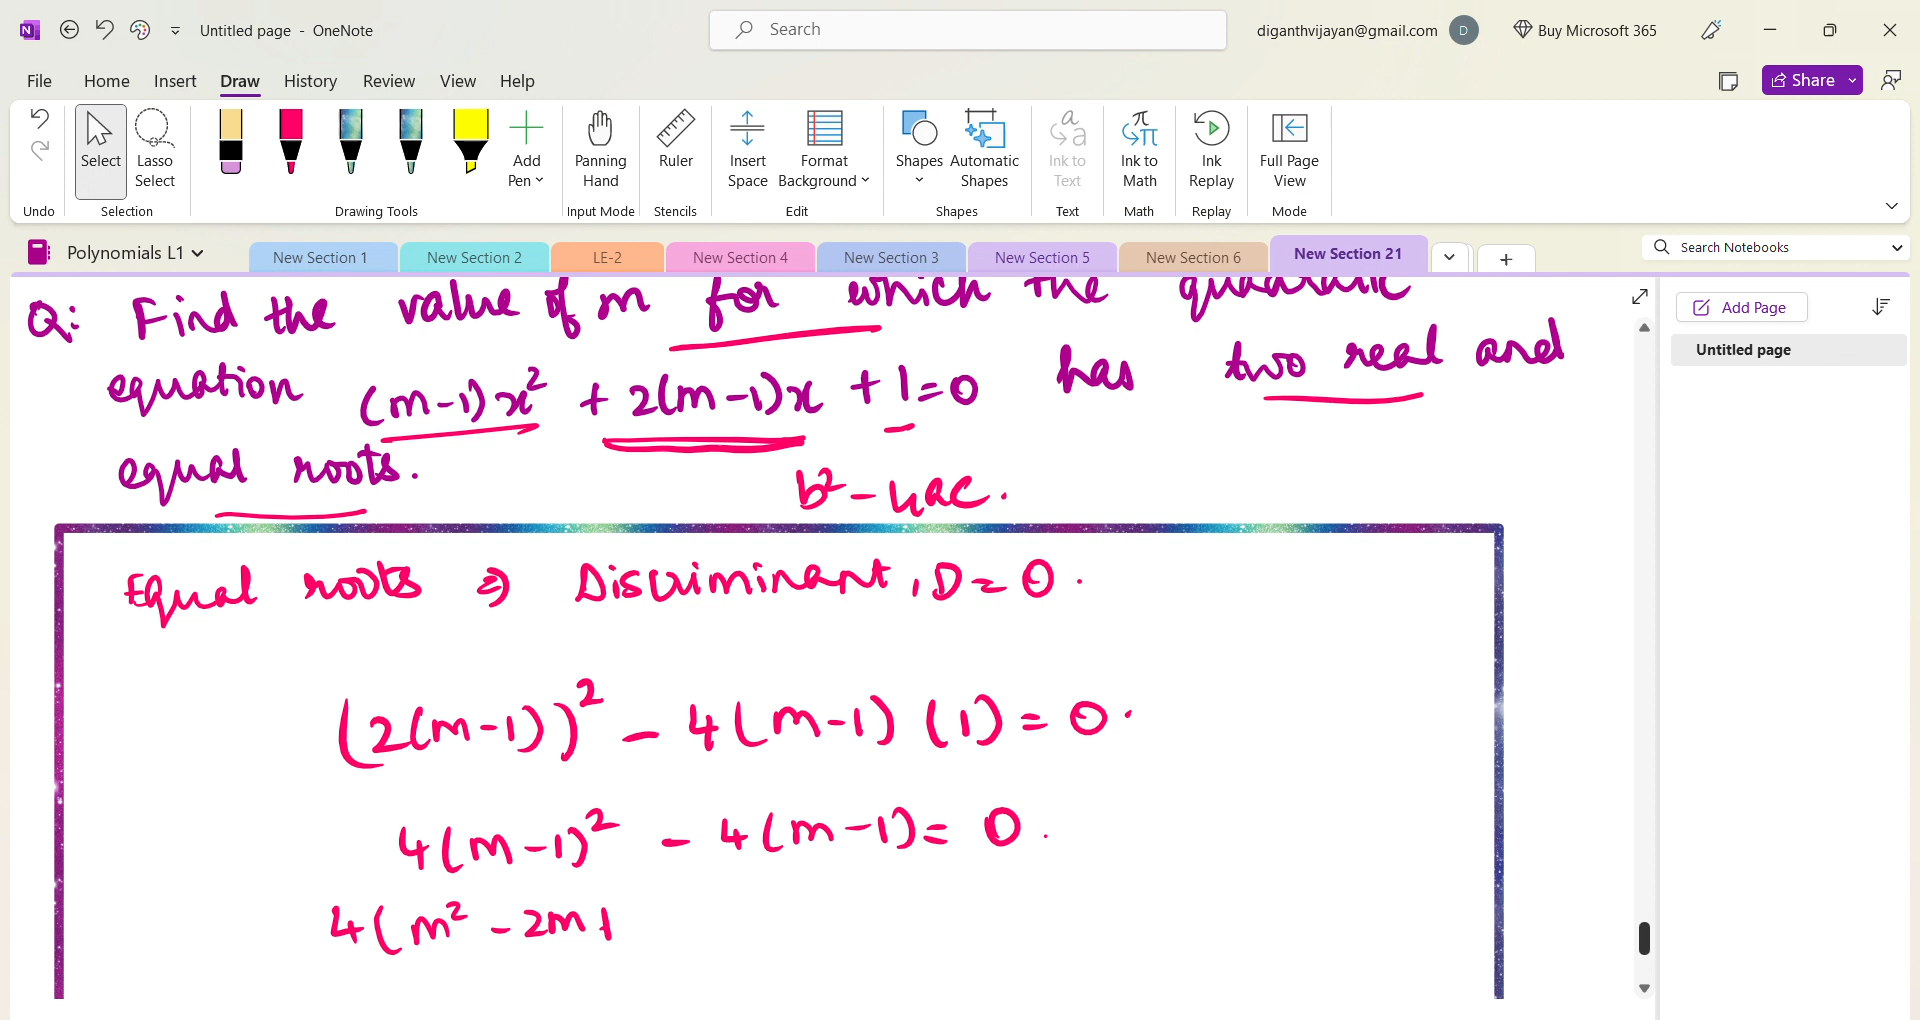 Untitled page - OneNote
Search
diganthvijayan@gmail.com
D
Buy Microsoft 365
File Home Insert Draw History Review View Help
Share
Select
Lasso Select
Add Pen
Panning Hand
Ruler
Insert Space
Format Background
Shapes
Automatic Shapes
Ink to Text
Ink to Math
Ink Replay
Full Page View
Undo Selection Drawing Tools Input Mode Stencils Edit Shapes Text Math Replay Mode
Polynomials L1
New Section 1 New Section 2 LE-2 New Section 4 New Section 3 New Section 5 New Section 6 New Section 21
Search Notebooks
Add Page
Untitled page
Q: Find the value of m for which the quadratic
equation (m-1)x² + 2(m-1)x + 1=0 has two real and
equal roots.
b²-4ac.
Equal roots ⇒ Discriminant, D=0.
(2(m-1))² - 4(m-1)(1)=0.
4(m-1)² - 4(m-1)= 0.
4(m² - 2m+